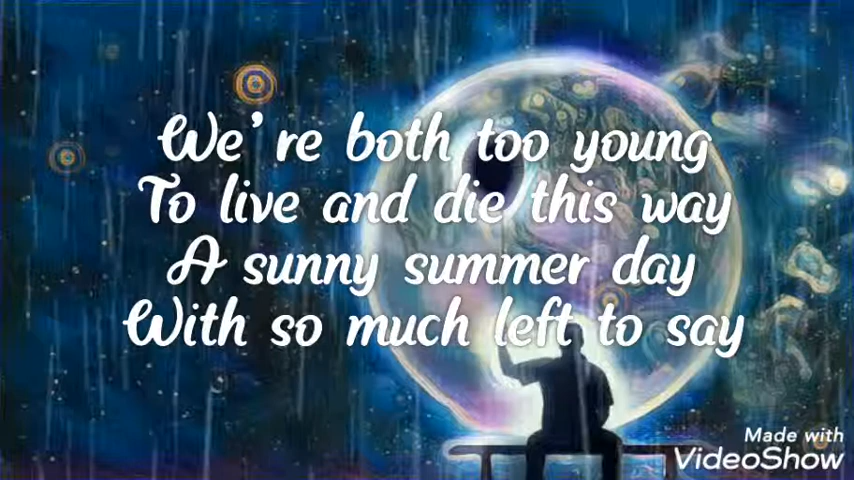 We're both too young
To live and die this way
A sunny summer day
With so much left to say
Made with
VideoShow